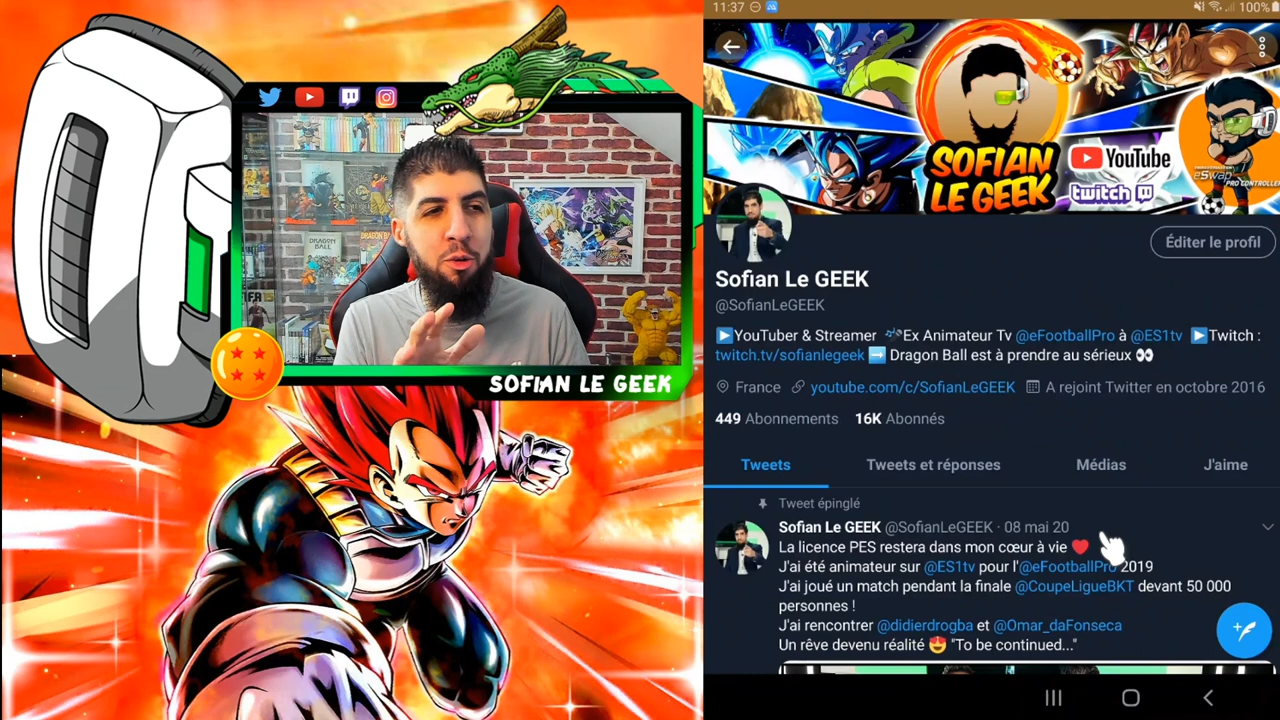 DRAGON BALL
DRAGON BALL
FIFA
SOFIAN LE GEEK
11:37
100%
SOFIAN
LE GEEK
YouTube
twitch
eSwap
PRO CONTROLLER
Éditer le profil
Sofian Le GEEK
@SofianLeGEEK
▶️YouTuber & Streamer 🎮Ex Animateur Tv @eFootballPro à @ES1tv ▶️Twitch :
twitch.tv/sofianlegeek ➡️ Dragon Ball est à prendre au sérieux 👀
France youtube.com/c/SofianLeGEEK A rejoint Twitter en octobre 2016
449 Abonnements 16K Abonnés
Tweets Tweets et réponses Médias J'aime
Tweet épinglé
Sofian Le GEEK @SofianLeGEEK · 08 mai 20
La licence PES restera dans mon cœur à vie ❤️
J'ai été animateur sur @ES1tv pour l'@eFootballPro 2019
J'ai joué un match pendant la finale @CoupeLigueBKT devant 50 000
personnes !
J'ai rencontrer @didierdrogba et @Omar_daFonseca
Un rêve devenu réalité 😍 "To be continued..."